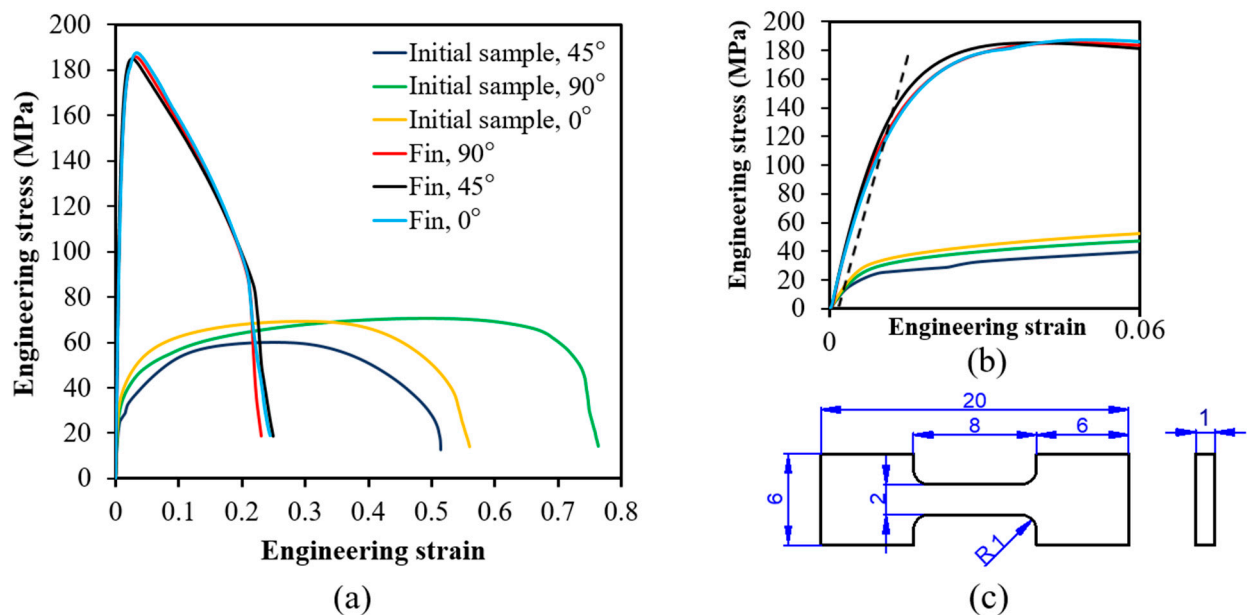 Engineering stress (MPa)
200
180
160
140
120
200
100
80
60
40
20
0
Initial sample, 45°
Initial sample, 90°
Initial sample, 0°
Fin, 90°
Fin, 45°
Fin, 0°
0 0.1 0.2 0.3 0.4 0.5 0.6 0.7 0.8
Engineering strain
(a)
Engineering stress (MPa)
200
180
160
140
120
100
80
60
40
20
0
Engineering strain
0 0.06
(b)
20
8
6
1
6
2
R1
(c)